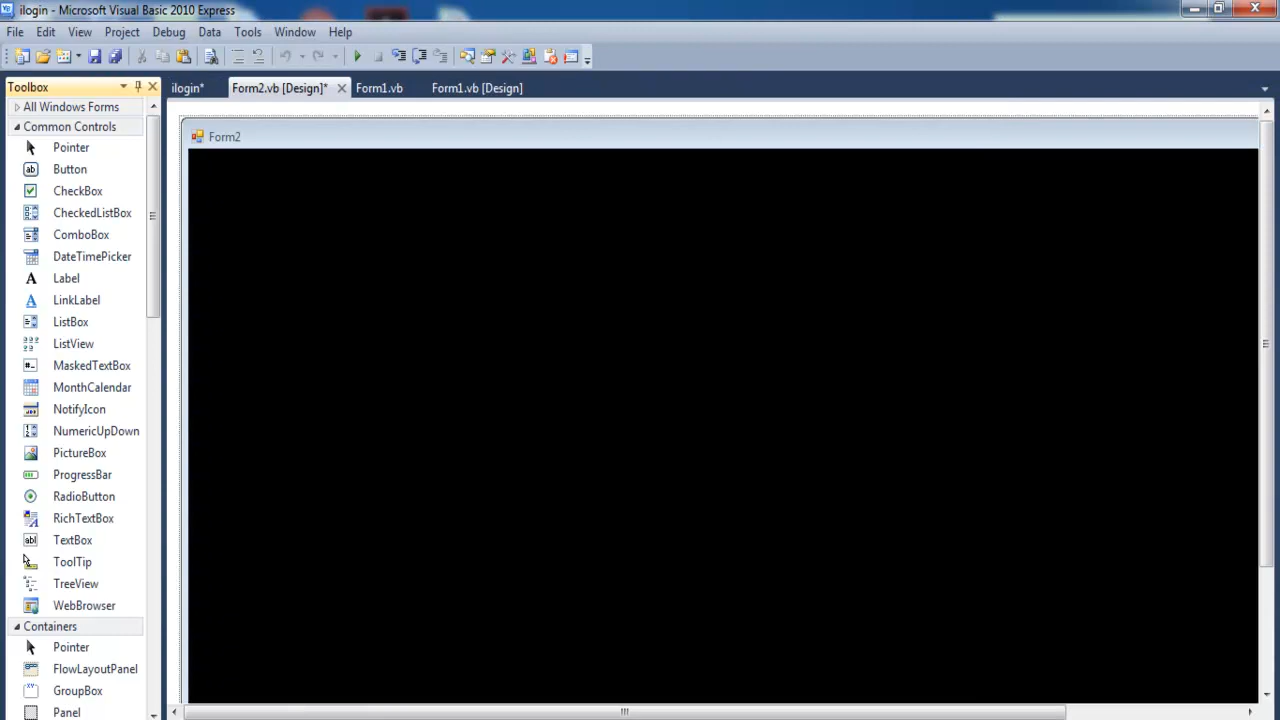 ilogin - Microsoft Visual Basic 2010 Express
File Edit View Project Debug Data Tools Window Help
Toolbox
ilogin* Form2.vb [Design]* Form1.vb Form1.vb [Design]
All Windows Forms
Common Controls
Pointer
Button
CheckBox
CheckedListBox
ComboBox
DateTimePicker
Label
LinkLabel
ListBox
ListView
MaskedTextBox
MonthCalendar
NotifyIcon
NumericUpDown
PictureBox
ProgressBar
RadioButton
RichTextBox
TextBox
ToolTip
TreeView
WebBrowser
Containers
Pointer
FlowLayoutPanel
GroupBox
Panel
Form2